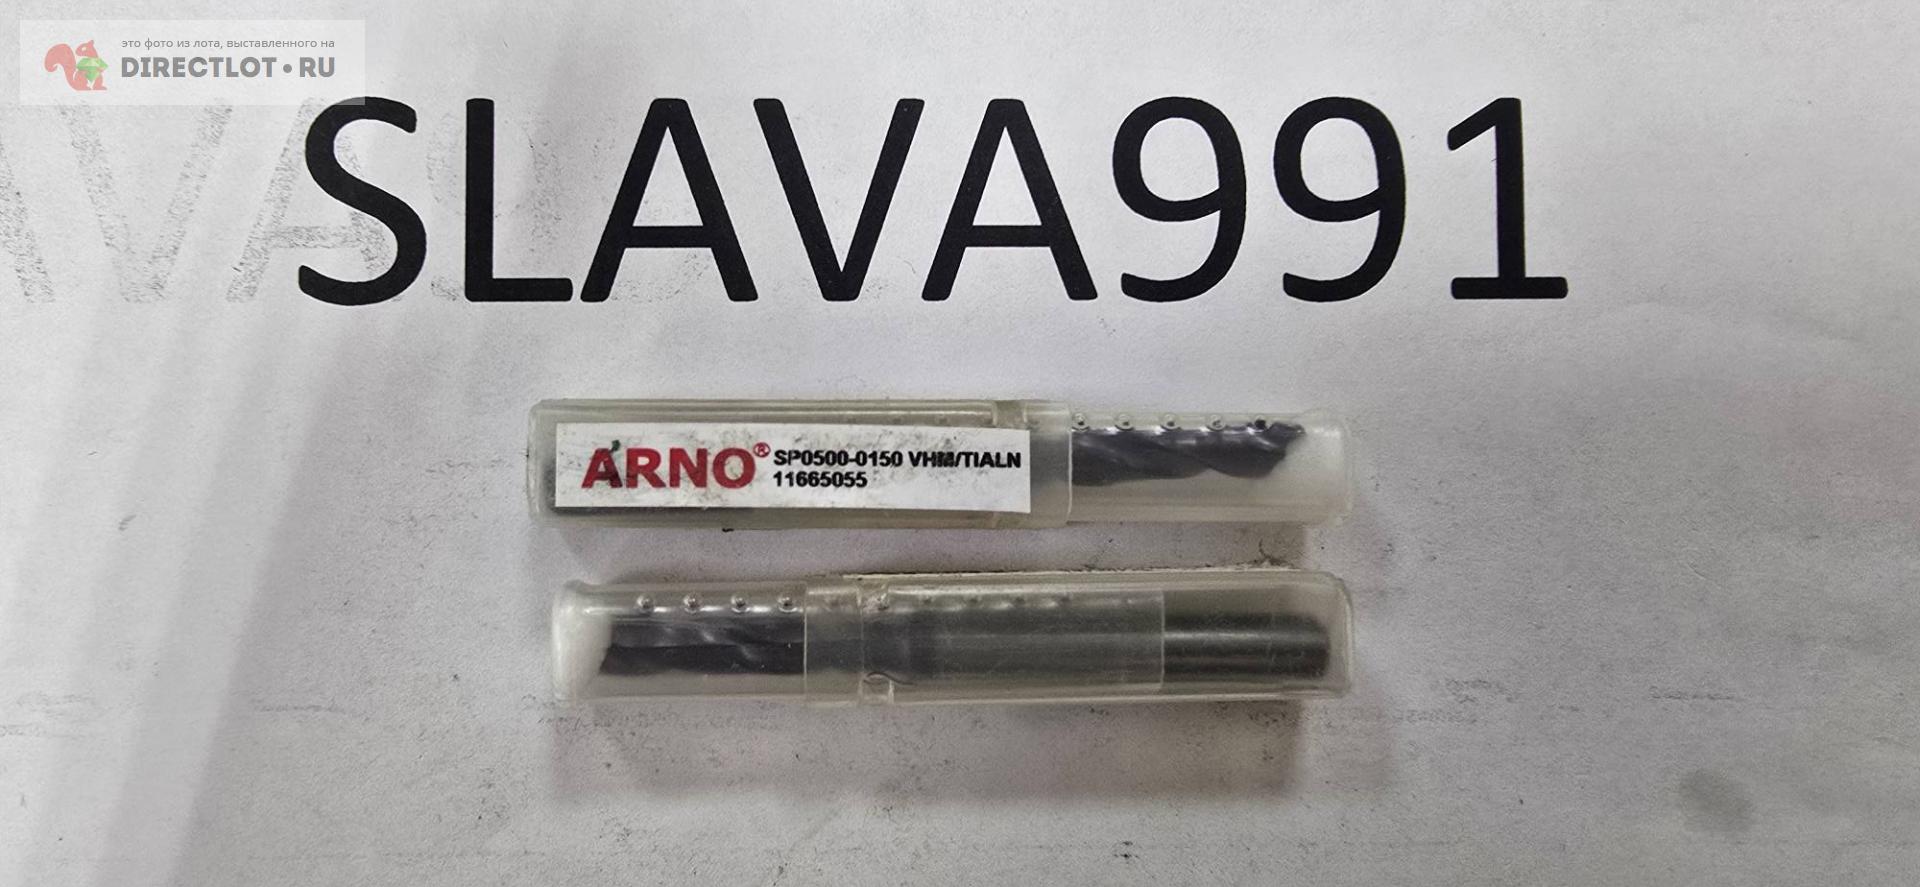 это фото из лота, выставленного на
DIRECTLOT•RU
SLAVA991
ARNO® SP0500-0150 VHM/TIALN
11665055